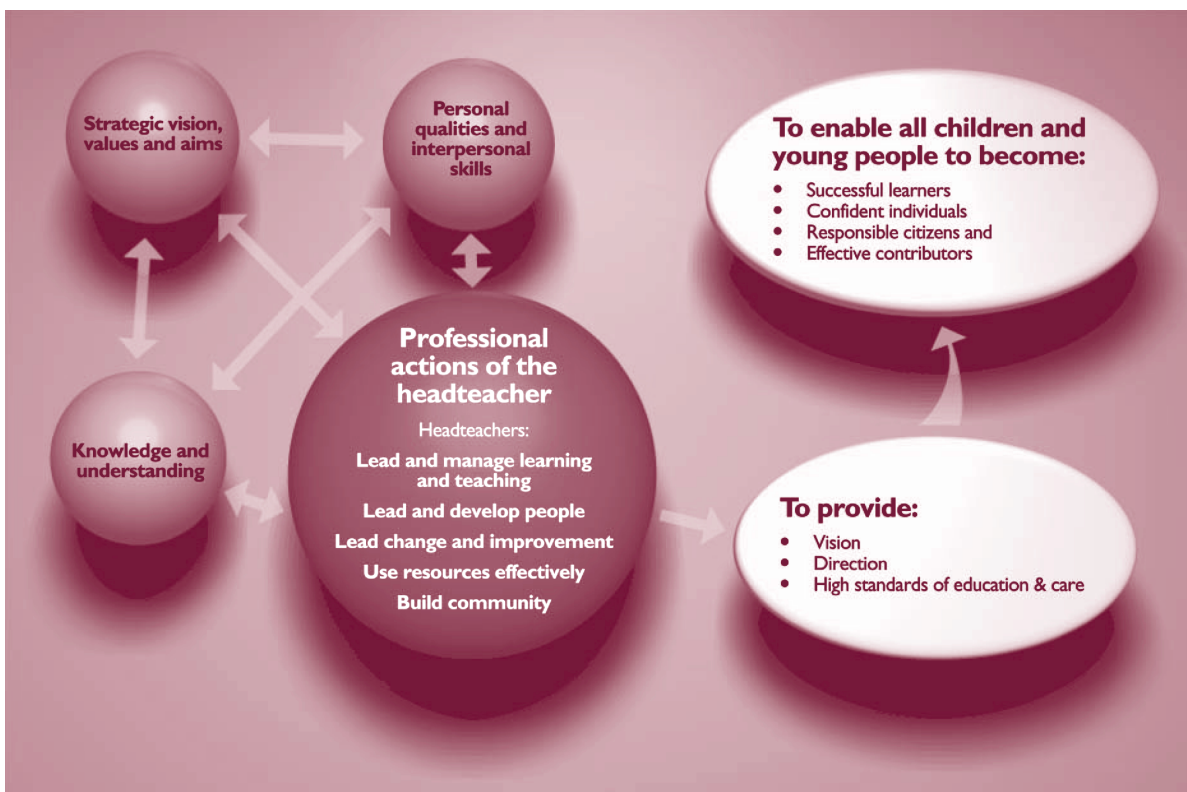 Strategic vision,
values and aims
Personal
qualities and
interpersonal
skills
Knowledge and
understanding
Professional
actions of the
headteacher
Headteachers:
Lead and manage learning
and teaching
Lead and develop people
Lead change and improvement
Use resources effectively
Build community
To enable all children and
young people to become:
• Successful learners
• Confident individuals
• Responsible citizens and
• Effective contributors
To provide:
• Vision
• Direction
• High standards of education & care